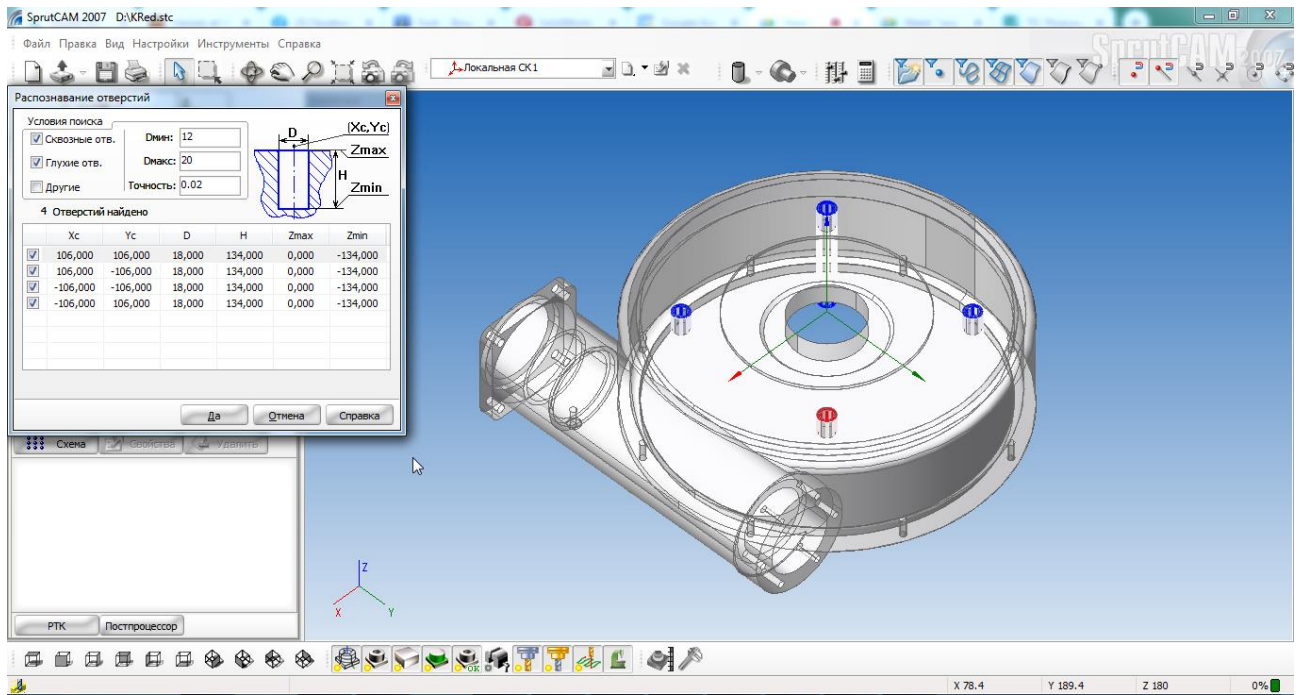 SprutCAM 2007 D:\KRed.stc
Файл Правка Вид Настройки Инструменты Справка
SprutCAM 2007
Локальная СК1
Распознавание отверстий
Условия поиска
Сквозные отв. Dмин: 12
Глухие отв. Dмакс: 20
Другие Точность: 0.02
D (Xc,Yc)
Zmax
H
Zmin
4 Отверстий найдено
Xc Yc D H Zmax Zmin
106,000 106,000 18,000 134,000 0,000 -134,000
106,000 -106,000 18,000 134,000 0,000 -134,000
-106,000 -106,000 18,000 134,000 0,000 -134,000
-106,000 106,000 18,000 134,000 0,000 -134,000
Да Отмена Справка
Схема Свойства Удалить
Z
X Y
РТК Постпроцессор
OK
X 78.4 Y 189.4 Z 180 0%